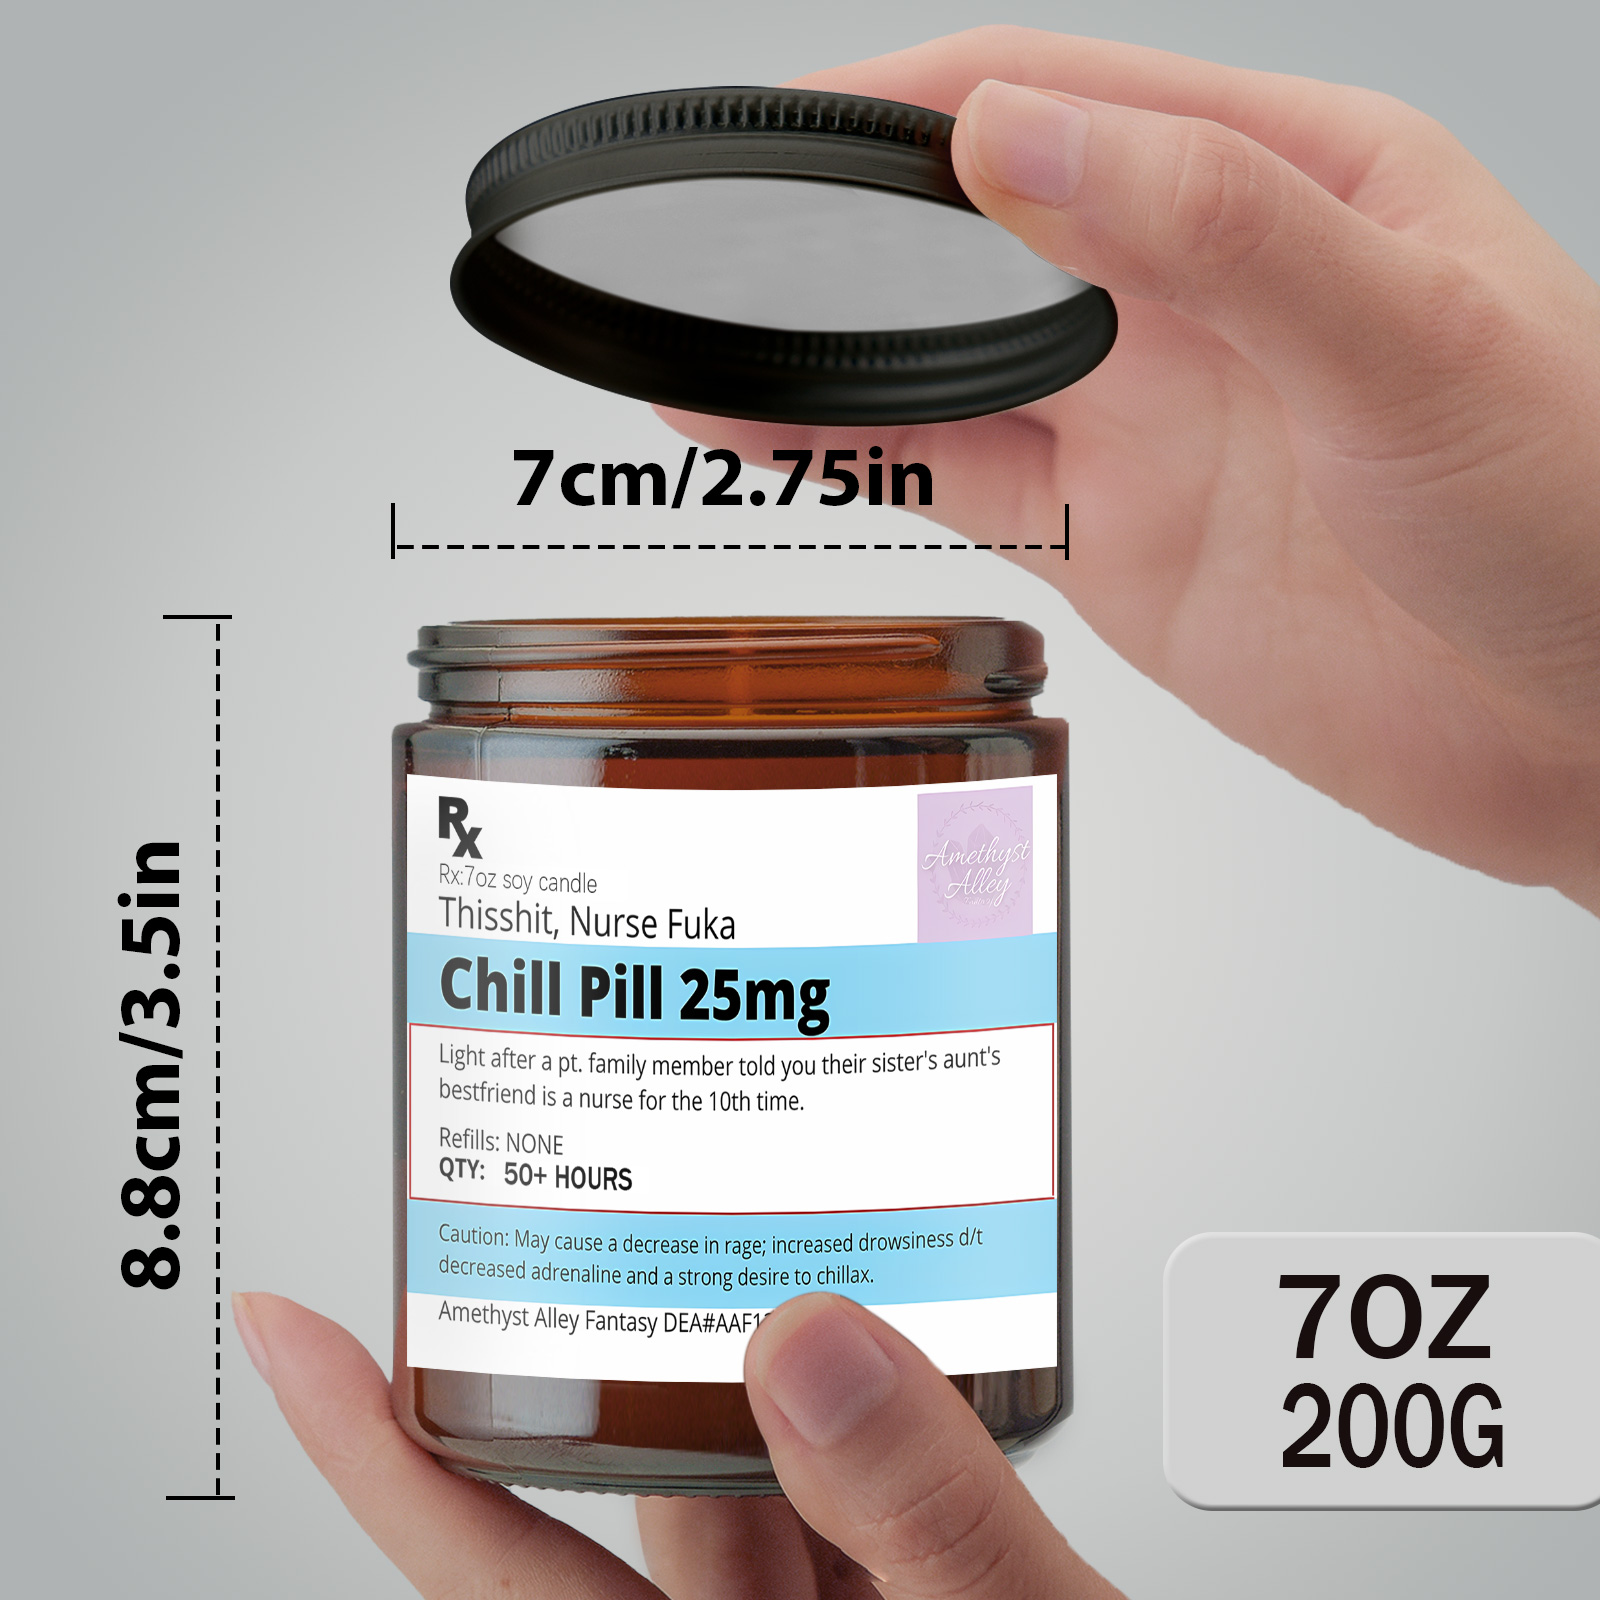 7cm/2.75in
8.8cm/3.5in
Rx
Rx:7oz soy candle
Thisshit, Nurse Fuka
Amethyst
Alley
Chill Pill 25mg
Light after a pt. family member told you their sister's aunt's
bestfriend is a nurse for the 10th time.
Refills: NONE
QTY: 50+ HOURS
Caution: May cause a decrease in rage; increased drowsiness d/t
decreased adrenaline and a strong desire to chillax.
Amethyst Alley Fantasy
7OZ
200G